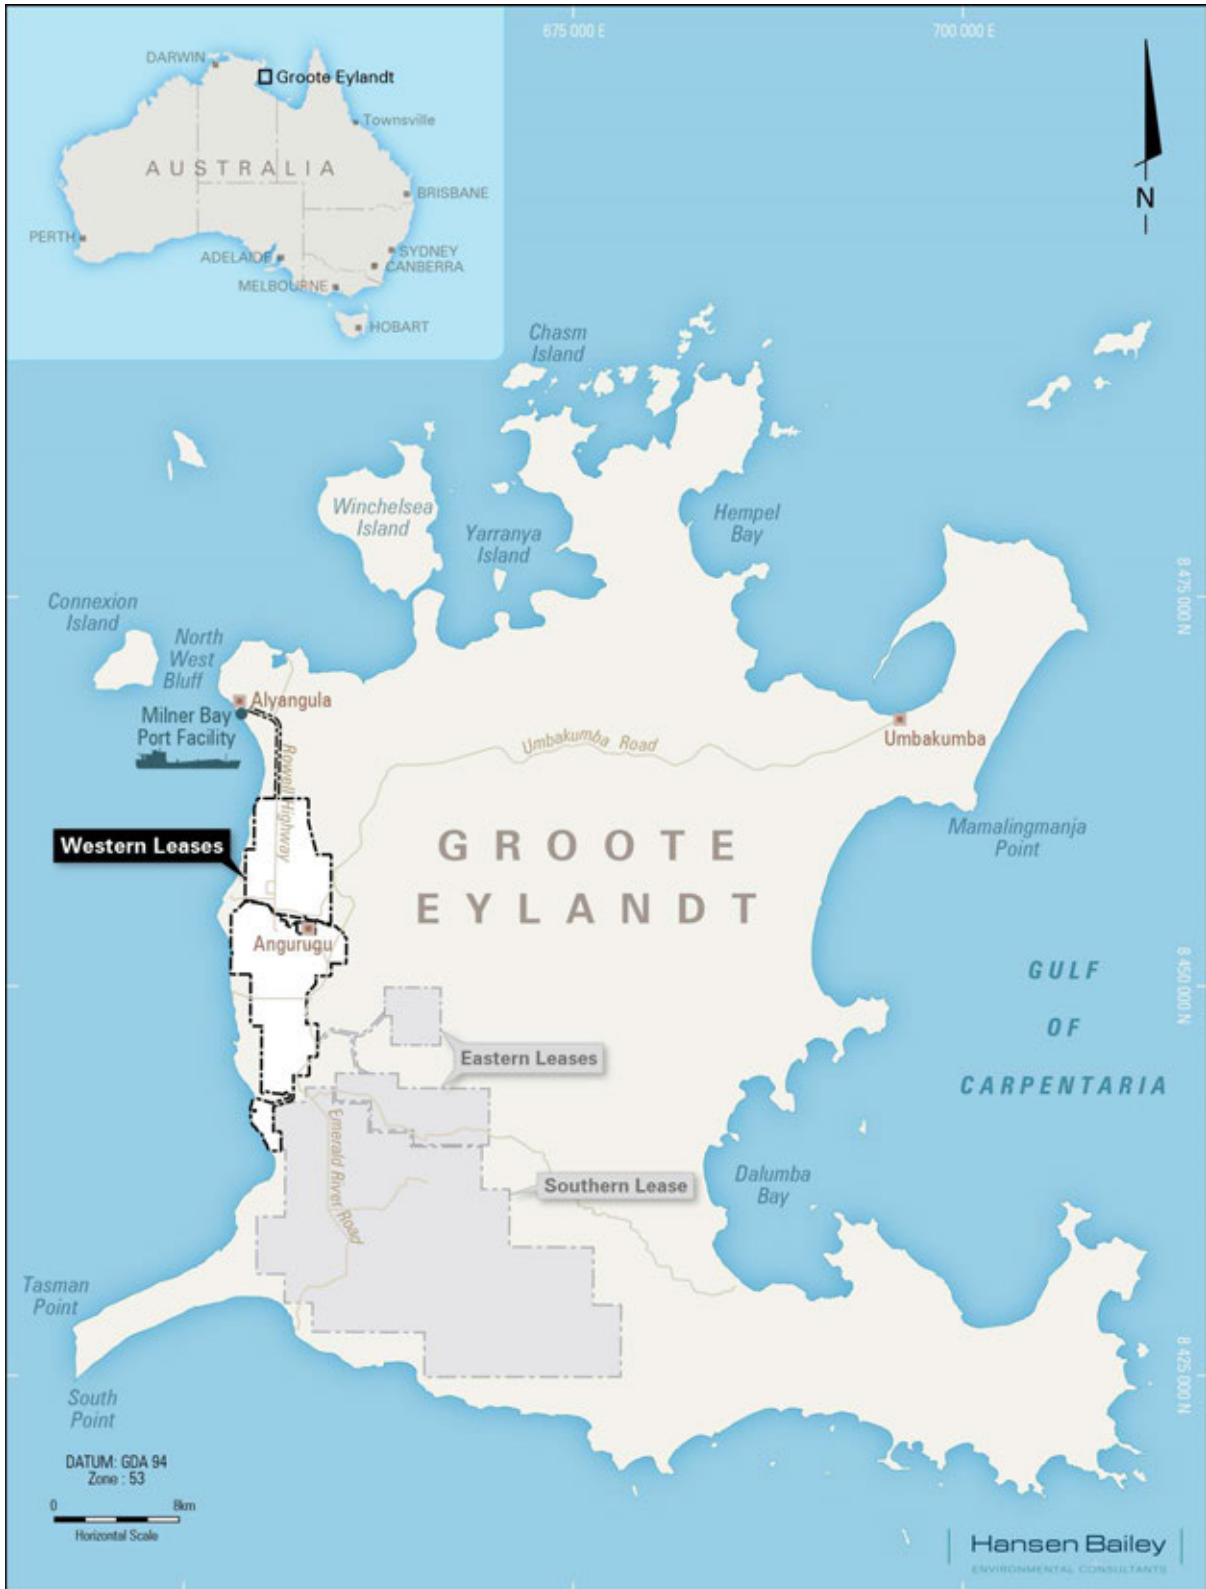 675 000 E
700 000 E
DARWIN
Groote Eylandt
Townsville
AUSTRALIA
BRISBANE
PERTH
ADELAIDE
SYDNEY
CANBERRA
MELBOURNE
HOBART
N
Chasm
Island
Winchelsea
Island
Yarranya
Island
Hempel
Bay
8 475 000 N
Connexion
Island
North
West
Bluff
Alyangula
Milner Bay
Port Facility
Rowell Highway
Umbakumba Road
Umbakumba
Mamalingmanja
Point
Western Leases
GROOTE
EYLANDT
Angurugu
GULF
OF
CARPENTARIA
8 450 000 N
Eastern Leases
Emerald River Road
Southern Lease
Dalumba
Bay
Tasman
Point
South
Point
8 425 000 N
DATUM: GDA 94
Zone : 53
0 8km
Horizontal Scale
Hansen Bailey
ENVIRONMENTAL CONSULTANTS